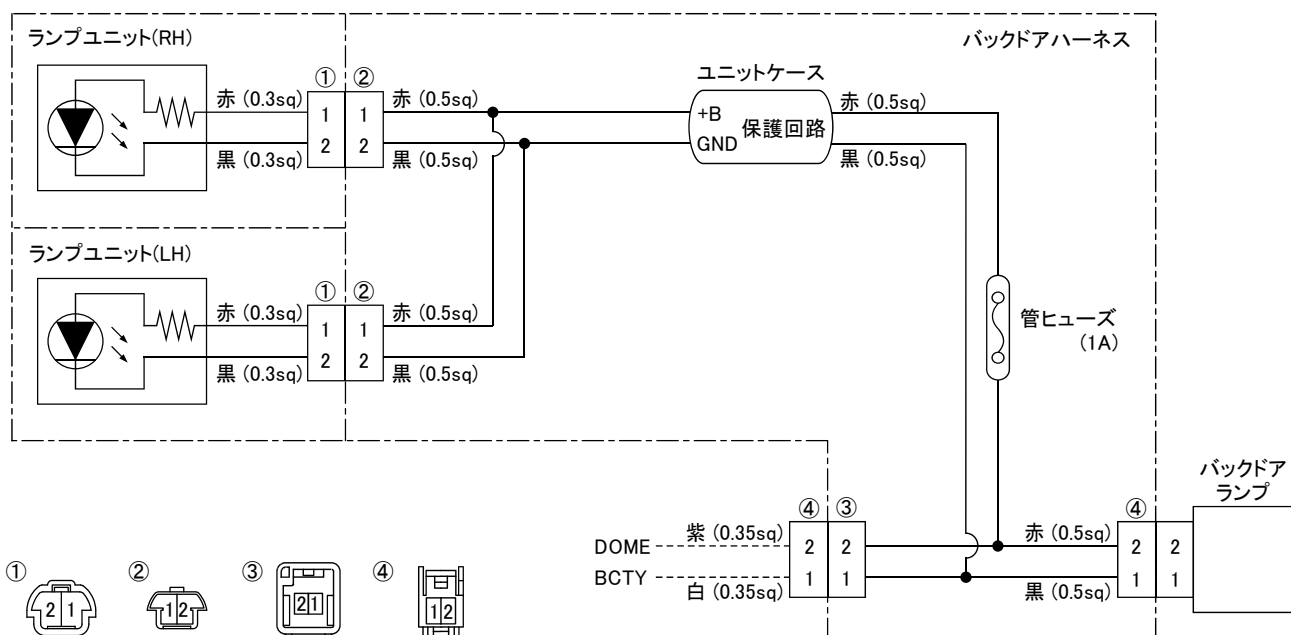 ランプユニット(RH)
バックドアハーネス
ユニットケース
① ②
赤 (0.3sq) 1 1 赤 (0.5sq)
+B 保護回路 赤 (0.5sq)
黒 (0.3sq) 2 2 黒 (0.5sq)
GND 黒 (0.5sq)
ランプユニット(LH)
① ②
赤 (0.3sq) 1 1 赤 (0.5sq)
黒 (0.3sq) 2 2 黒 (0.5sq)
管ヒューズ
(1A)
バックドア
ランプ
④ ③ ④
DOME 紫 (0.35sq) 2 2 赤 (0.5sq) 2 2
BCTY 白 (0.35sq) 1 1 黒 (0.5sq) 1 1
① ② ③ ④
2 1 1 2 2 1 1 2